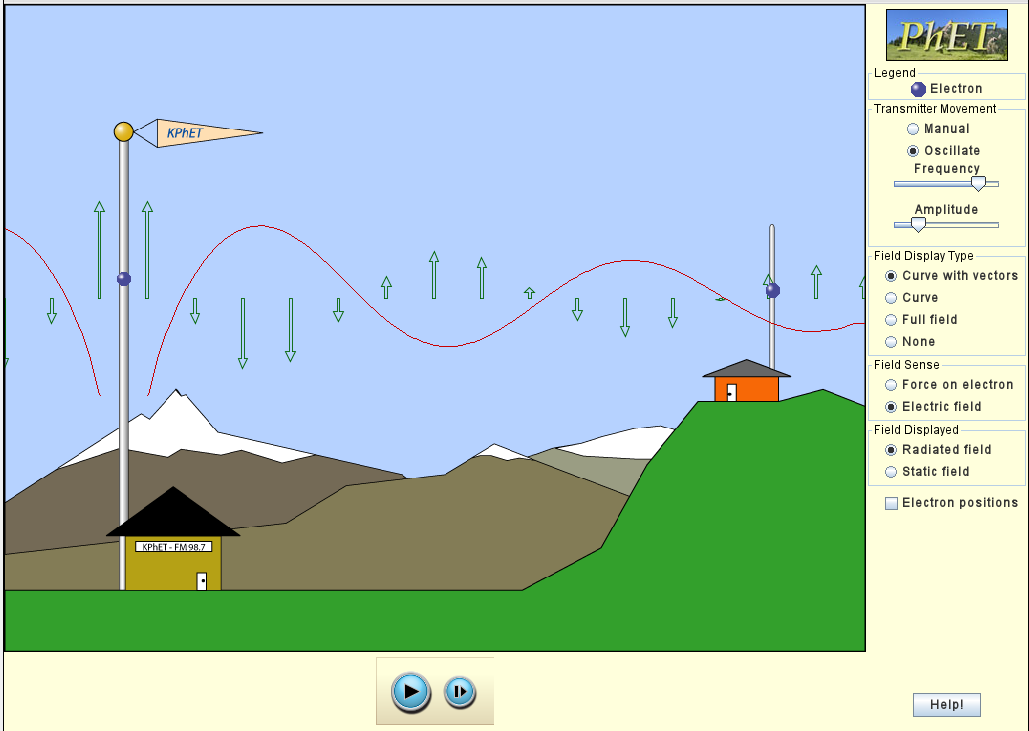 PhET
Legend
Electron
Transmitter Movement
Manual
Oscillate
Frequency
Amplitude
Field Display Type
Curve with vectors
Curve
Full field
None
Field Sense
Force on electron
Electric field
Field Displayed
Radiated field
Static field
Electron positions
KPhET
KPhET - FM 98.7
Help!